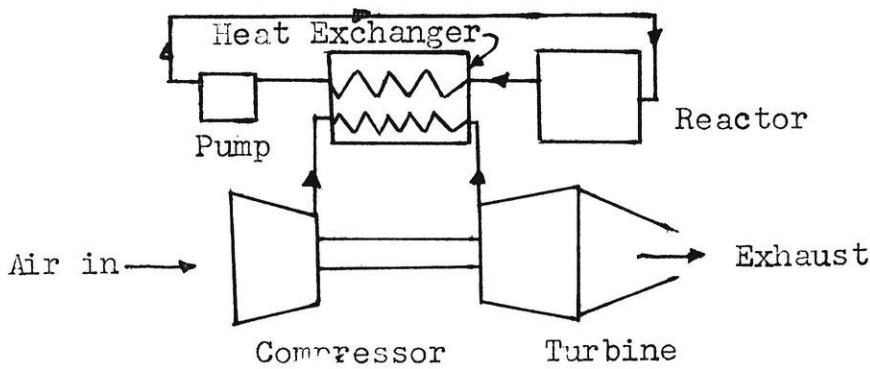 Heat Exchanger
Reactor
Pump
Air in
Exhaust
Compressor
Turbine